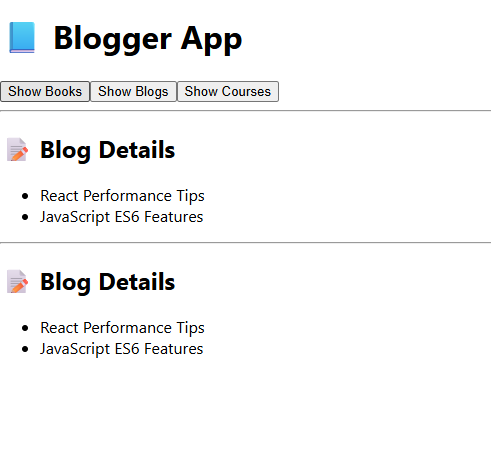 Blogger App
Show Books Show Blogs Show Courses
Blog Details
React Performance Tips
JavaScript ES6 Features
Blog Details
React Performance Tips
JavaScript ES6 Features